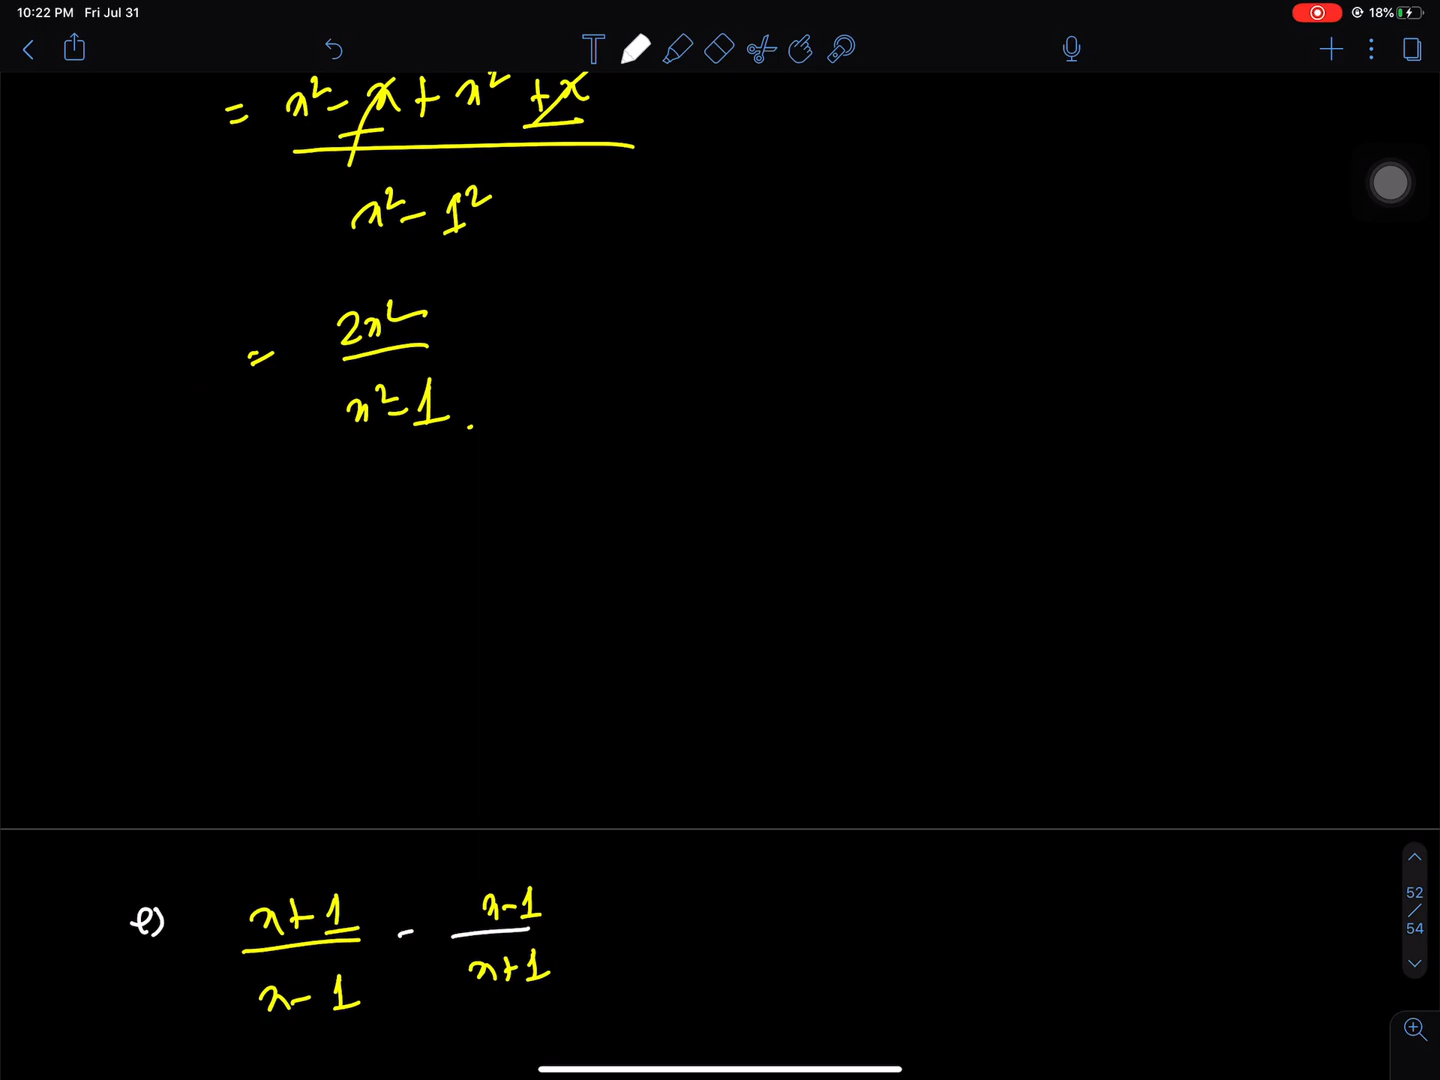 10:22 PM Fri Jul 31 18%
= x² - x + x² + x
x² - 1²
= 2x²
x² - 1.
52
/
54
e) x+1 - x-1
x-1 x+1